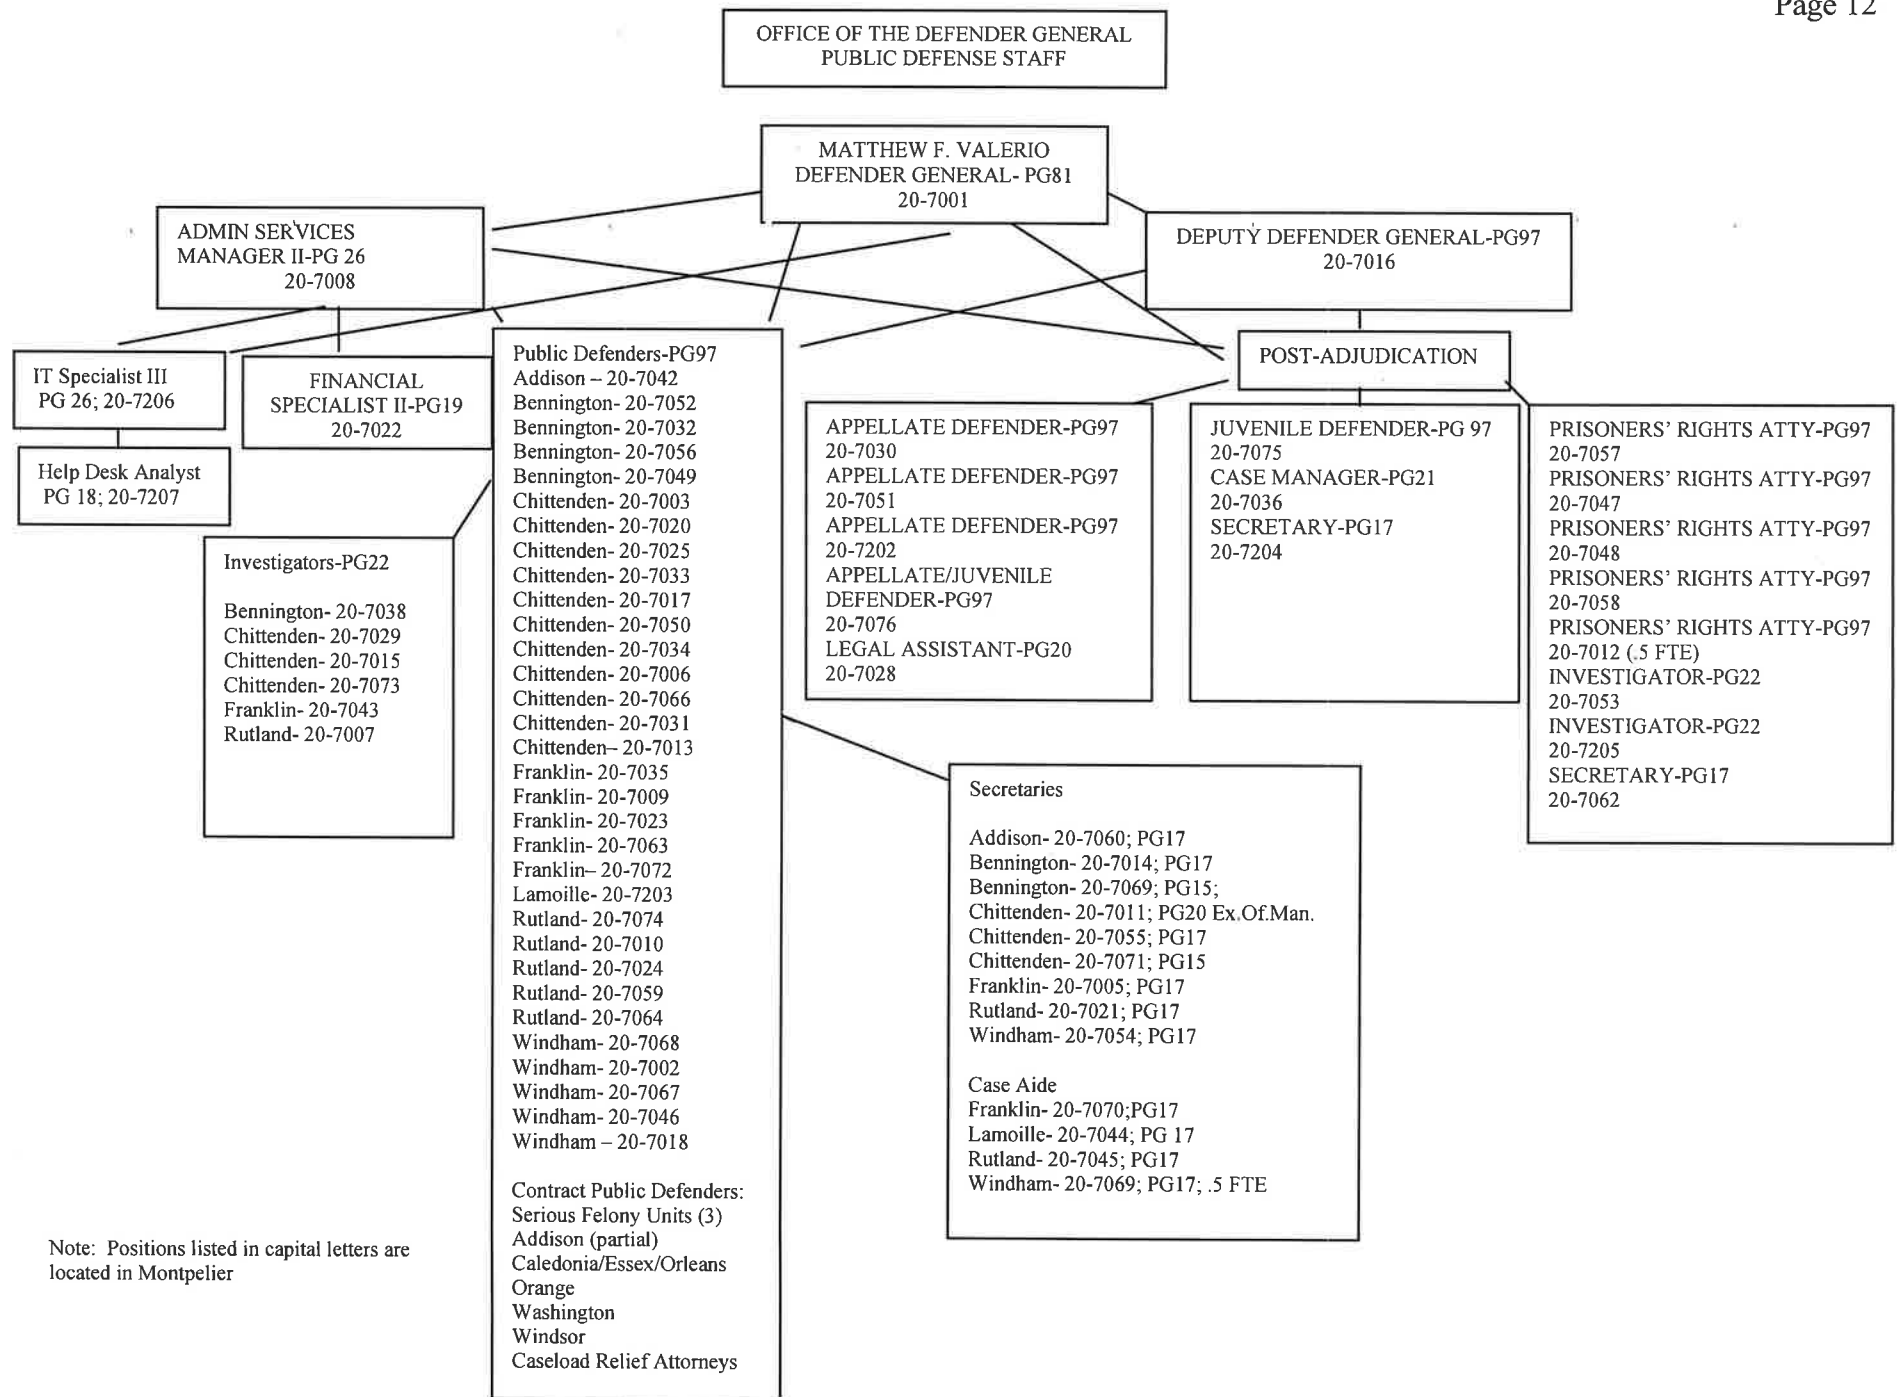 Page 12
OFFICE OF THE DEFENDER GENERAL
PUBLIC DEFENSE STAFF
MATTHEW F. VALERIO
DEFENDER GENERAL- PG81
20-7001
ADMIN SERVICES
MANAGER II-PG 26
20-7008
DEPUTY DEFENDER GENERAL-PG97
20-7016
IT Specialist III
PG 26; 20-7206
Help Desk Analyst
PG 18; 20-7207
FINANCIAL
SPECIALIST II-PG19
20-7022
Investigators-PG22
Bennington- 20-7038
Chittenden- 20-7029
Chittenden- 20-7015
Chittenden- 20-7073
Franklin- 20-7043
Rutland- 20-7007
Public Defenders-PG97
Addison – 20-7042
Bennington- 20-7052
Bennington- 20-7032
Bennington- 20-7056
Bennington- 20-7049
Chittenden- 20-7003
Chittenden- 20-7020
Chittenden- 20-7025
Chittenden- 20-7033
Chittenden- 20-7017
Chittenden- 20-7050
Chittenden- 20-7034
Chittenden- 20-7006
Chittenden- 20-7066
Chittenden- 20-7031
Chittenden– 20-7013
Franklin- 20-7035
Franklin- 20-7009
Franklin- 20-7023
Franklin- 20-7063
Franklin– 20-7072
Lamoille- 20-7203
Rutland- 20-7074
Rutland- 20-7010
Rutland- 20-7024
Rutland- 20-7059
Rutland- 20-7064
Windham- 20-7068
Windham- 20-7002
Windham- 20-7067
Windham- 20-7046
Windham – 20-7018
Contract Public Defenders:
Serious Felony Units (3)
Addison (partial)
Caledonia/Essex/Orleans
Orange
Washington
Windsor
Caseload Relief Attorneys
POST-ADJUDICATION
APPELLATE DEFENDER-PG97
20-7030
APPELLATE DEFENDER-PG97
20-7051
APPELLATE DEFENDER-PG97
20-7202
APPELLATE/JUVENILE
DEFENDER-PG97
20-7076
LEGAL ASSISTANT-PG20
20-7028
JUVENILE DEFENDER-PG 97
20-7075
CASE MANAGER-PG21
20-7036
SECRETARY-PG17
20-7204
PRISONERS' RIGHTS ATTY-PG97
20-7057
PRISONERS' RIGHTS ATTY-PG97
20-7047
PRISONERS' RIGHTS ATTY-PG97
20-7048
PRISONERS' RIGHTS ATTY-PG97
20-7058
PRISONERS' RIGHTS ATTY-PG97
20-7012 (.5 FTE)
INVESTIGATOR-PG22
20-7053
INVESTIGATOR-PG22
20-7205
SECRETARY-PG17
20-7062
Secretaries
Addison- 20-7060; PG17
Bennington- 20-7014; PG17
Bennington- 20-7069; PG15;
Chittenden- 20-7011; PG20 Ex.Of.Man.
Chittenden- 20-7055; PG17
Chittenden- 20-7071; PG15
Franklin- 20-7005; PG17
Rutland- 20-7021; PG17
Windham- 20-7054; PG17
Case Aide
Franklin- 20-7070;PG17
Lamoille- 20-7044; PG 17
Rutland- 20-7045; PG17
Windham- 20-7069; PG17; .5 FTE
Note: Positions listed in capital letters are
located in Montpelier